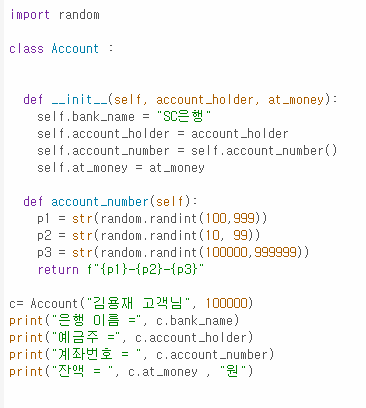 import random
class Account :
def __init__(self, account_holder, at_money):
self.bank_name = "SC은행"
self.account_holder = account_holder
self.account_number = self.account_number()
self.at_money = at_money
def account_number(self):
p1 = str(random.randint(100,999))
p2 = str(random.randint(10, 99))
p3 = str(random.randint(100000,999999))
return f"{p1}-{p2}-{p3}"
c= Account("김용재 고객님", 100000)
print("은행 이름 =", c.bank_name)
print("예금주 =", c.account_holder)
print("계좌번호 = ", c.account_number)
print("잔액 = ", c.at_money , "원")